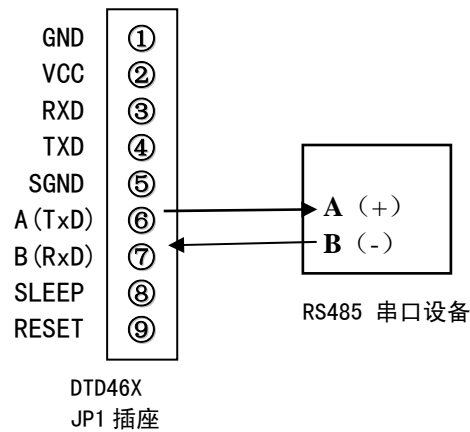 GND ①
VCC ②
RXD ③
TXD ④
SGND ⑤
A(TxD) ⑥
B(RxD) ⑦
SLEEP ⑧
RESET ⑨
A（+）
B（-）
RS485 串口设备
DTD46X
JP1 插座